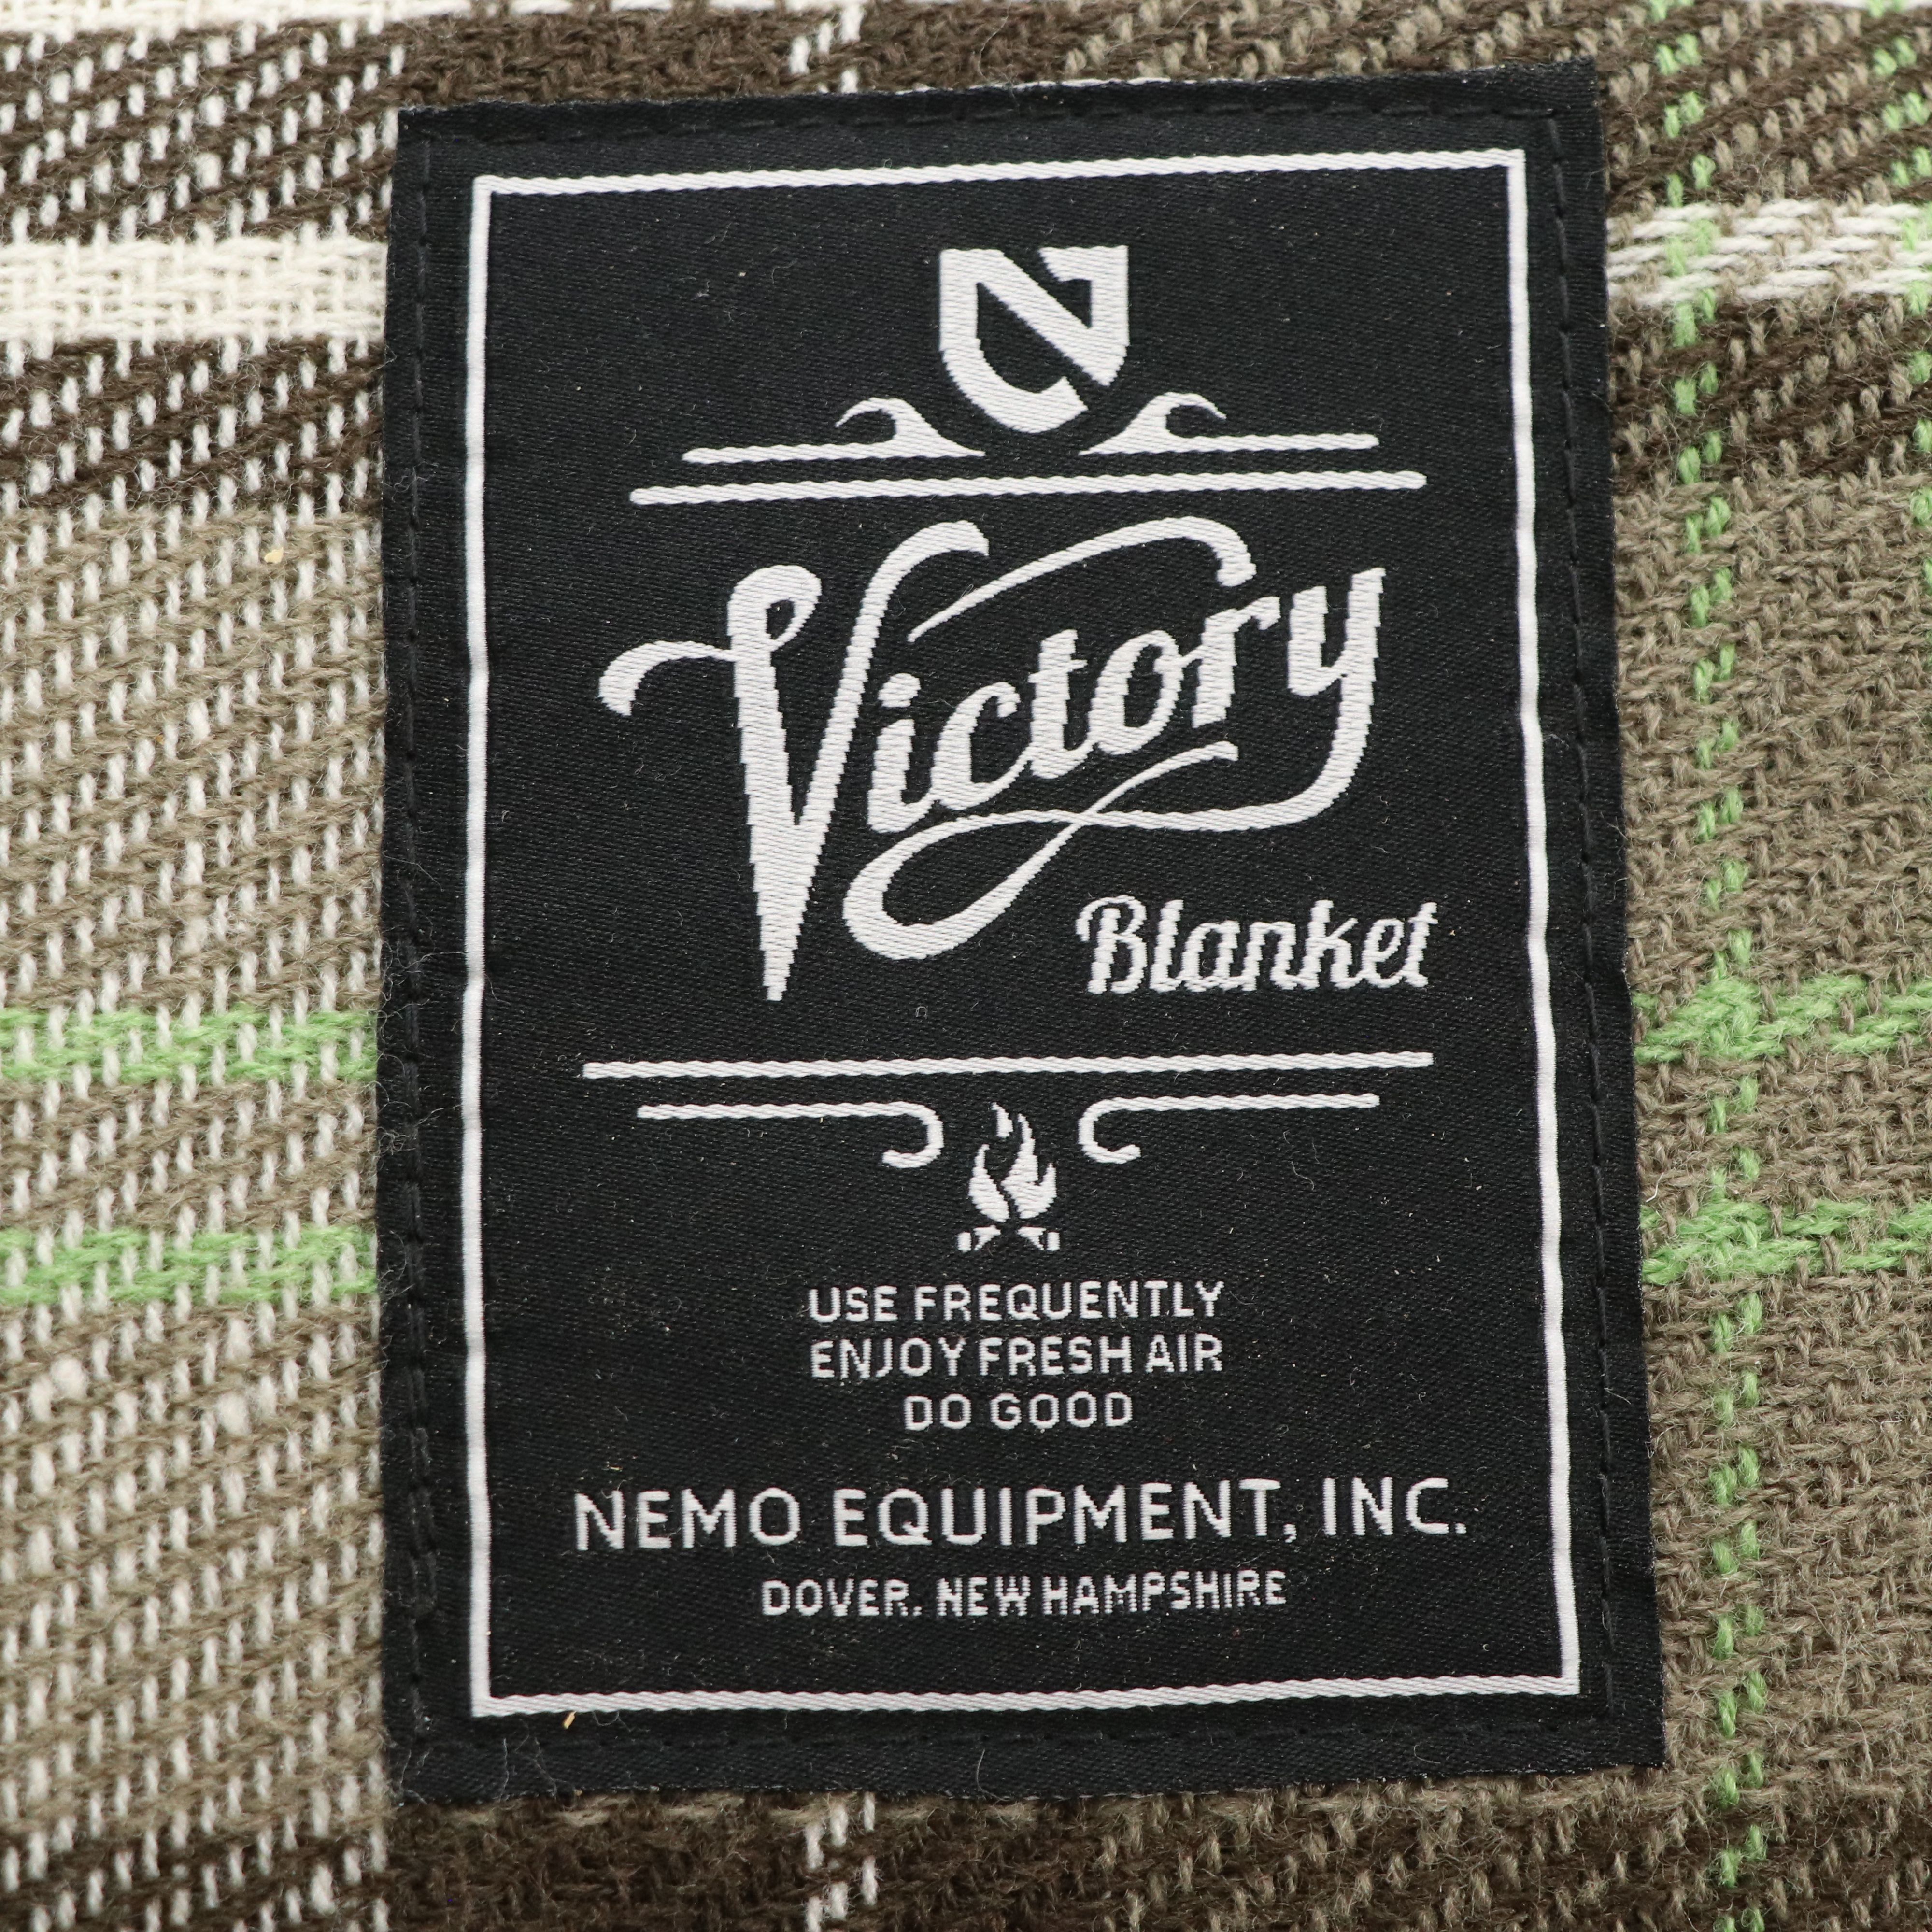 N
Victory
Blanket
USE FREQUENTLY
ENJOY FRESH AIR
DO GOOD
NEMO EQUIPMENT, INC.
DOVER, NEW HAMPSHIRE